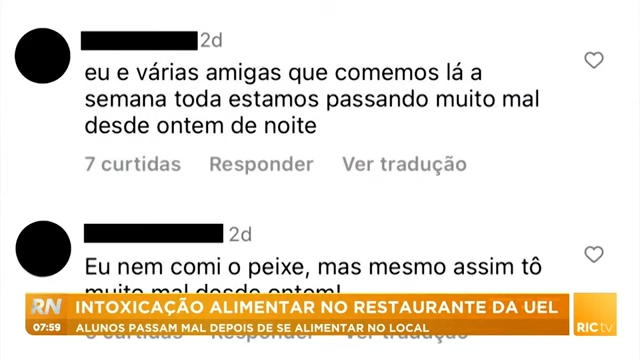 2d
eu e várias amigas que comemos lá a
semana toda estamos passando muito mal
desde ontem de noite
7 curtidas Responder Ver tradução
2d
Eu nem comi o peixe, mas mesmo assim tô
muito mal desde ontem!
RN INTOXICAÇÃO ALIMENTAR NO RESTAURANTE DA UEL
07:59 ALUNOS PASSAM MAL DEPOIS DE SE ALIMENTAR NO LOCAL RIC tv